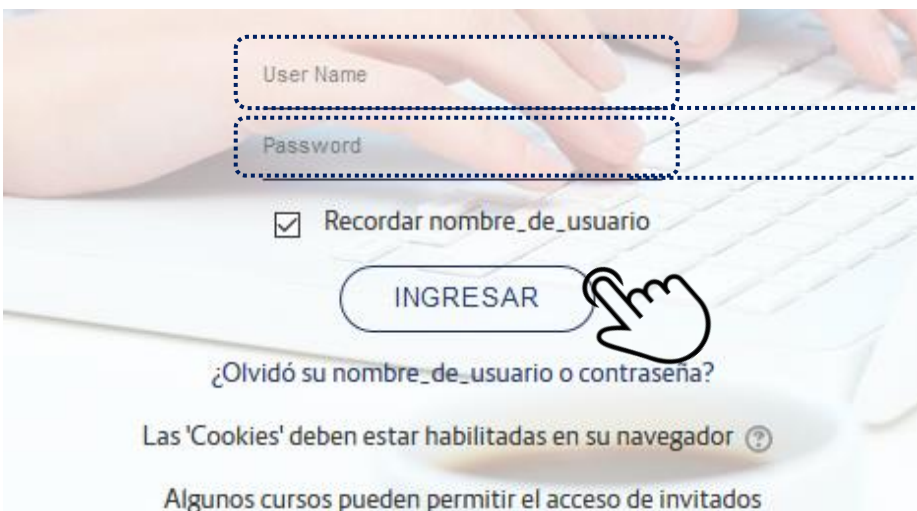 User Name
Password
Recordar nombre_de_usuario
INGRESAR
¿Olvidó su nombre_de_usuario o contraseña?
Las 'Cookies' deben estar habilitadas en su navegador
Algunos cursos pueden permitir el acceso de invitados